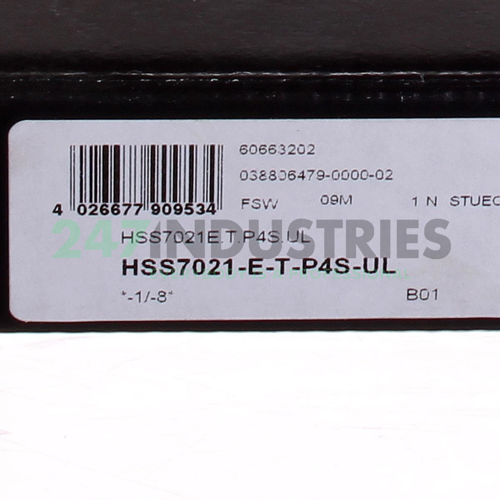 60663202
038806479-0000-02
4 026677 909534
FSW 09M 1 N STUEC
247 INDUSTRIES
HSS7021E.T.P4S.UL
HSS7021-E-T-P4S-UL
*-1/-8* B01